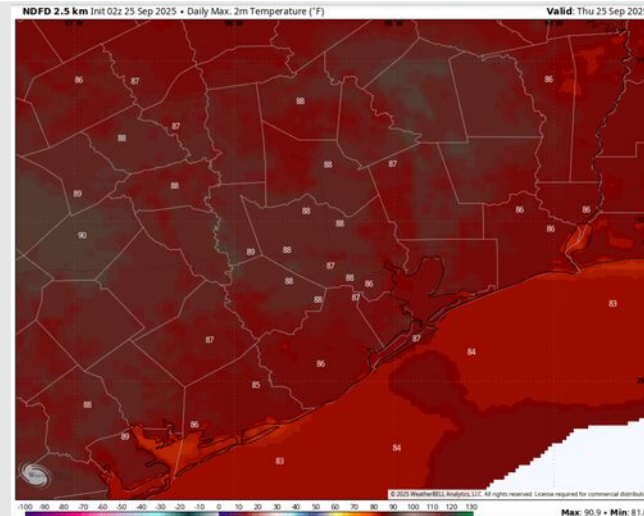 NDFD 2.5 km Init 02z 25 Sep 2025 • Daily Max. 2m Temperature (°F) Valid: Thu 25 Sep 202
86 87 86
88
87
88
88 87
89 88
88 86 86
88
90 86
89 88
87
88 88 86
83
88 87
87 87
84
86
85
88
86
89
84
83
© 2025 WeatherBELL Analytics, LLC. All rights reserved. License required for commercial distribut
-100 -90 -80 -70 -60 -50 -40 -30 -20 -10 0 10 20 30 40 50 60 70 80 90 100 110 120 130
Max: 90.9 • Min: